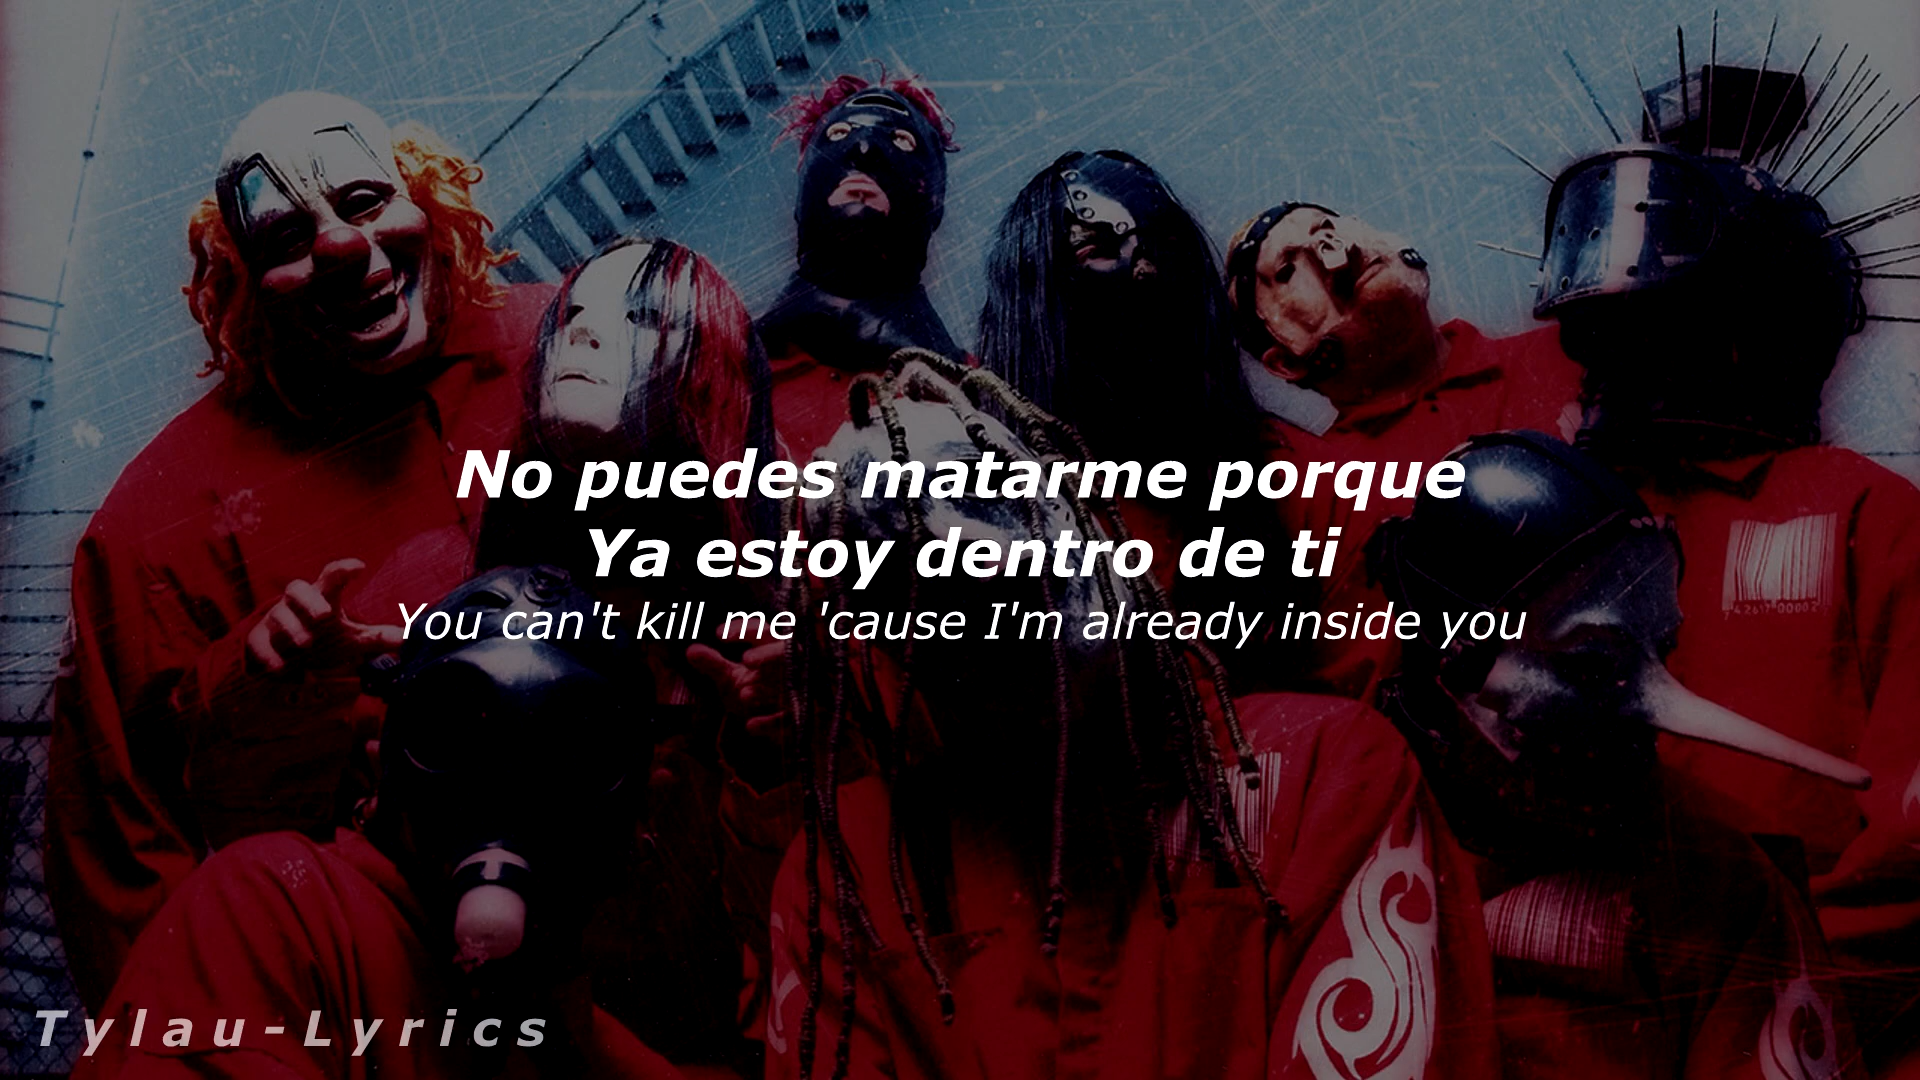 No puedes matarme porque
Ya estoy dentro de ti
You can't kill me 'cause I'm already inside you
Tylau-Lyrics